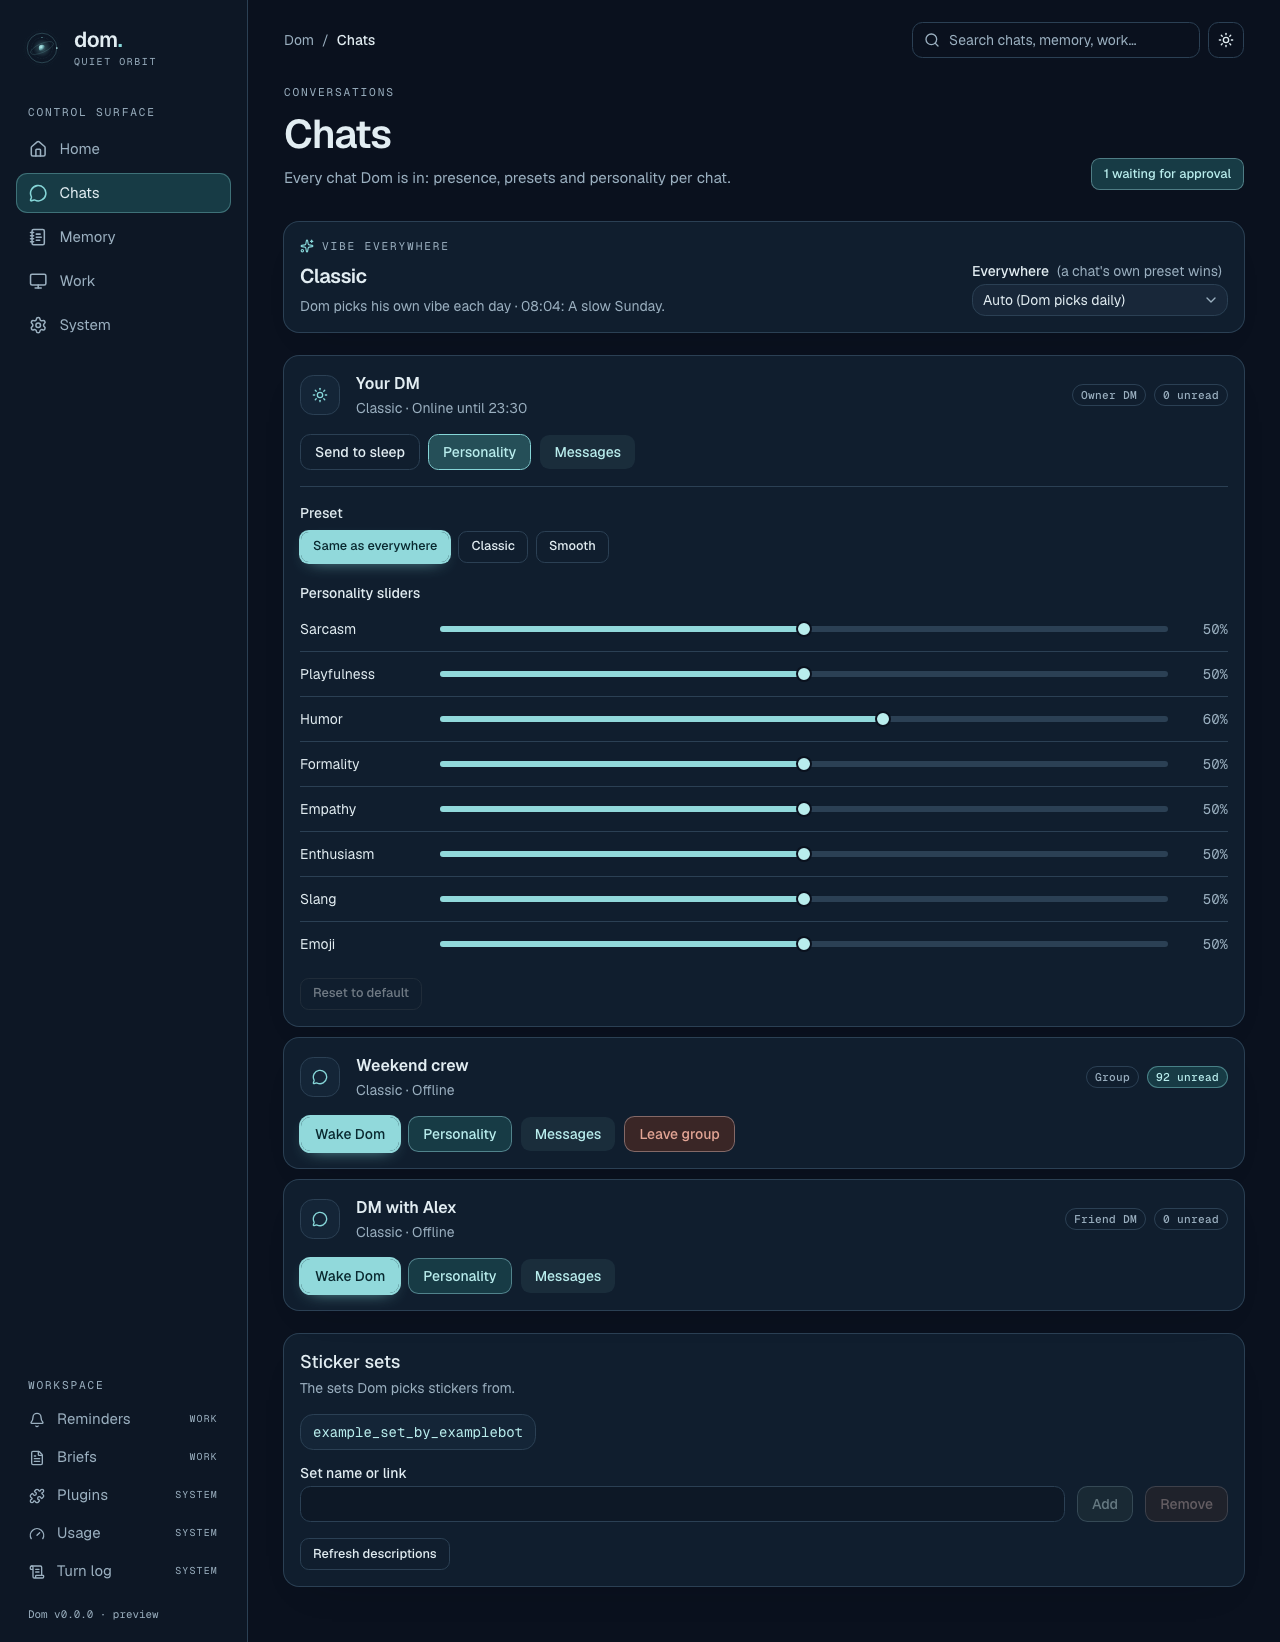 dom.
QUIET ORBIT
CONTROL SURFACE
Home
Chats
Memory
Work
System
WORKSPACE
Reminders WORK
Briefs WORK
Plugins SYSTEM
Usage SYSTEM
Turn log SYSTEM
Dom v0.0.0 · preview
Dom / Chats
Search chats, memory, work…
CONVERSATIONS
Chats
Every chat Dom is in: presence, presets and personality per chat.
1 waiting for approval
VIBE EVERYWHERE
Classic
Dom picks his own vibe each day · 08:04: A slow Sunday.
Everywhere (a chat's own preset wins)
Auto (Dom picks daily)
Your DM
Classic · Online until 23:30
Owner DM 0 unread
Send to sleep Personality Messages
Preset
Same as everywhere Classic Smooth
Personality sliders
Sarcasm 50%
Playfulness 50%
Humor 60%
Formality 50%
Empathy 50%
Enthusiasm 50%
Slang 50%
Emoji 50%
Reset to default
Weekend crew
Classic · Offline
Group 92 unread
Wake Dom Personality Messages Leave group
DM with Alex
Classic · Offline
Friend DM 0 unread
Wake Dom Personality Messages
Sticker sets
The sets Dom picks stickers from.
example_set_by_examplebot
Set name or link
Add Remove
Refresh descriptions